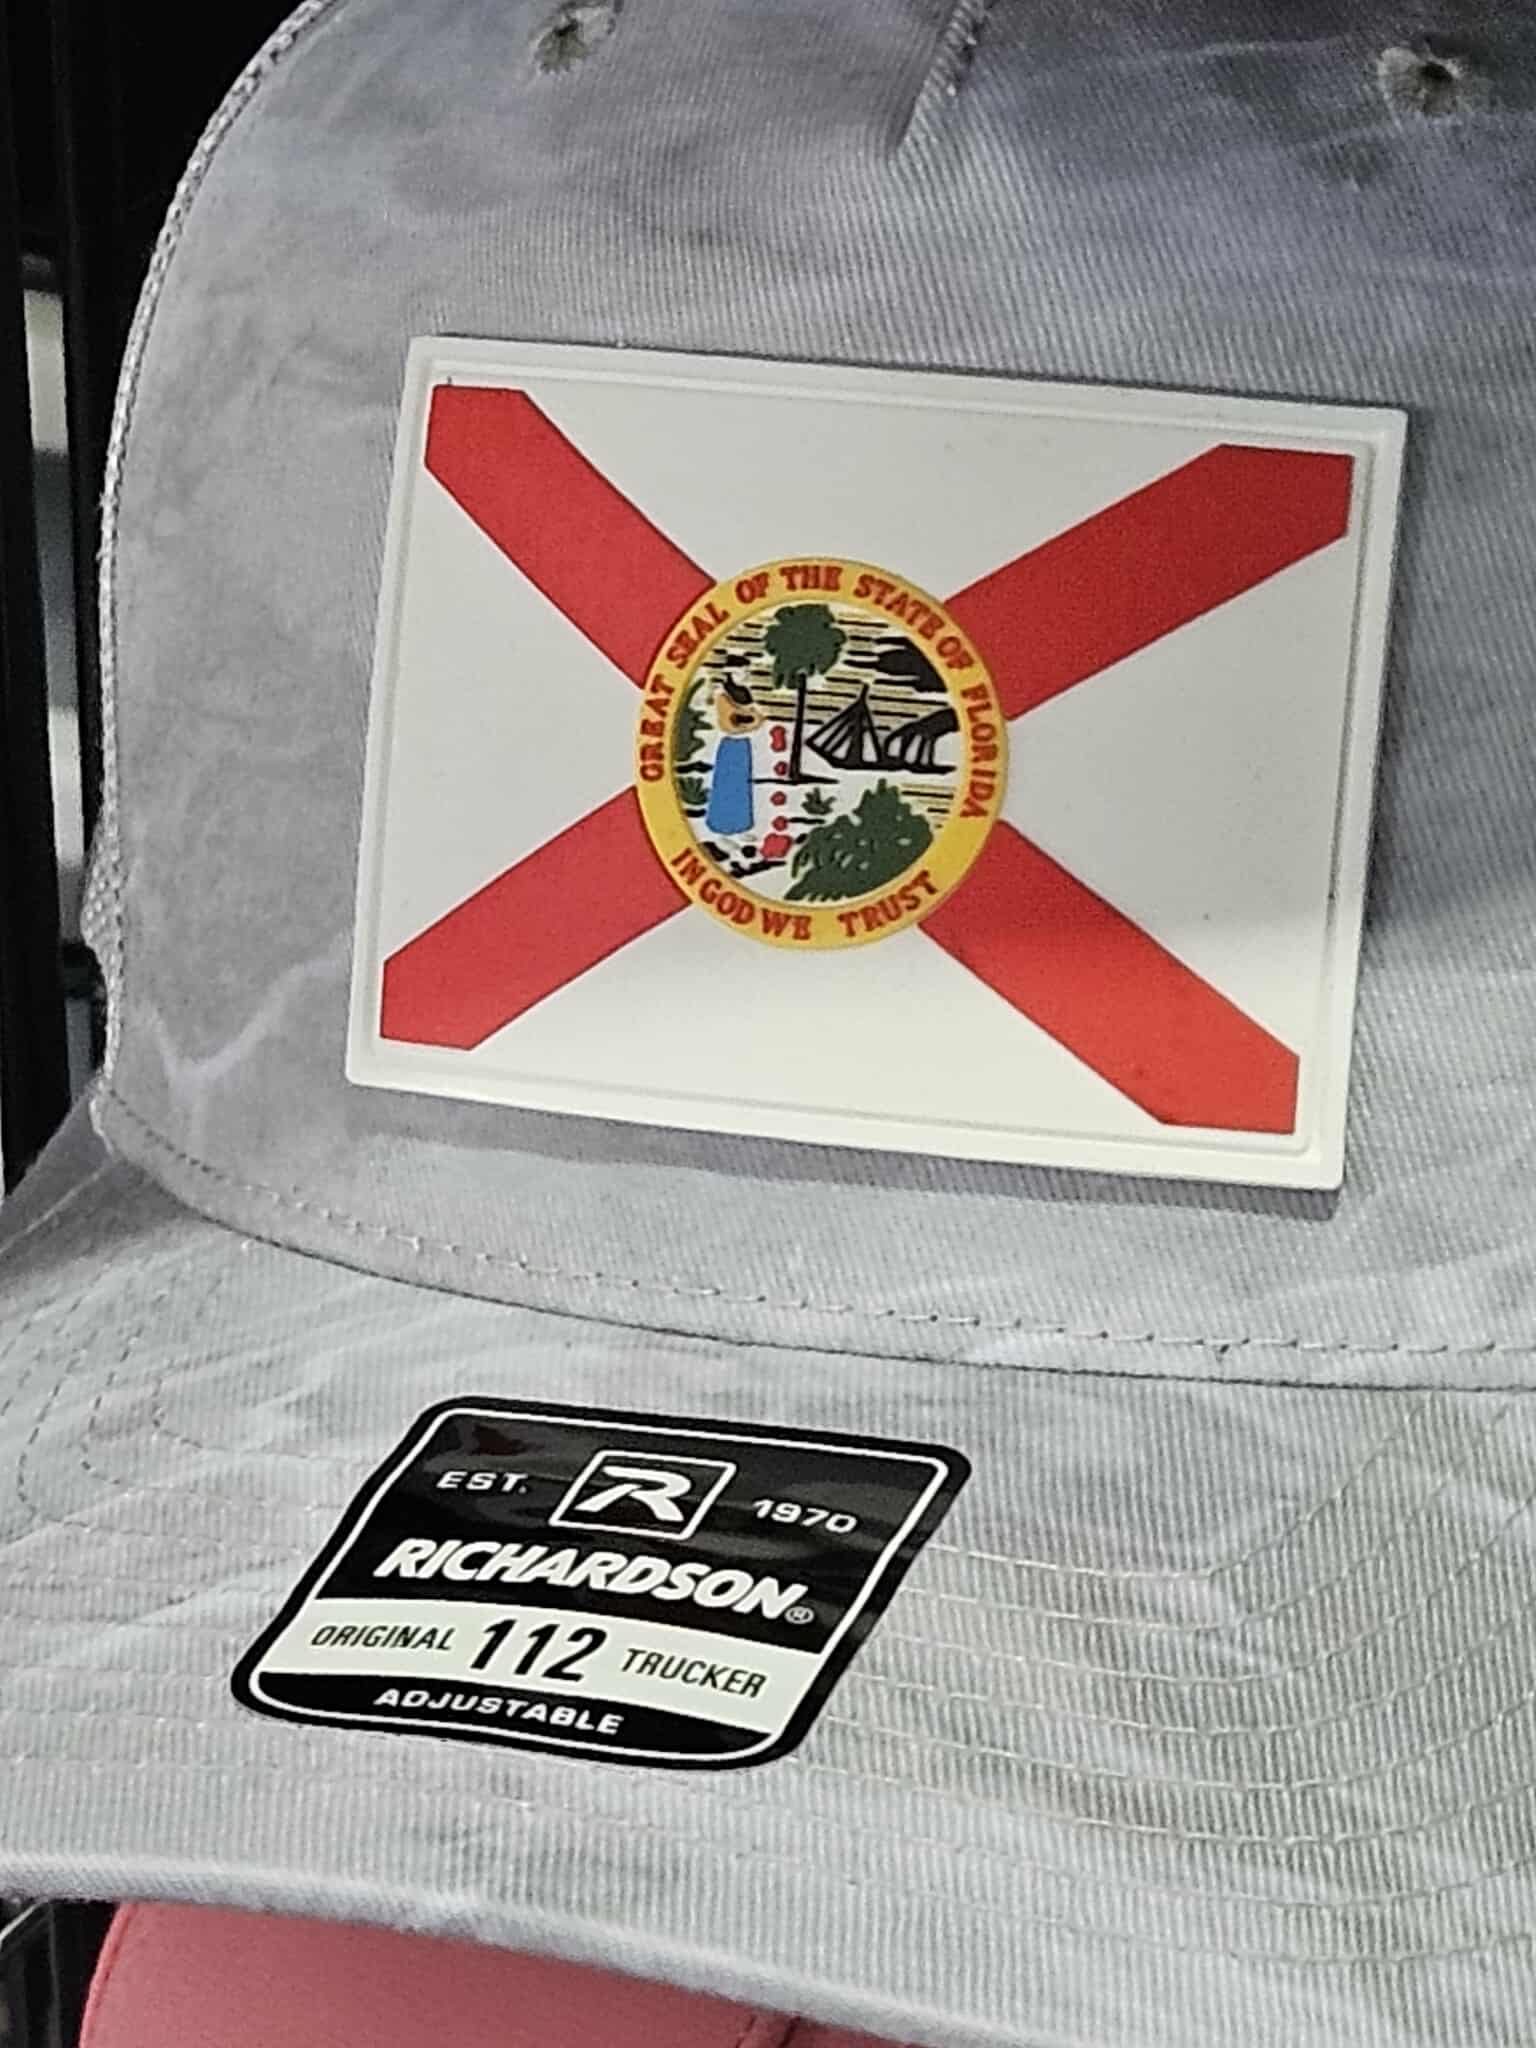 GREAT SEAL OF THE STATE OF FLORIDA
IN GOD WE TRUST
EST. R 1970
RICHARDSON®
ORIGINAL 112 TRUCKER
ADJUSTABLE